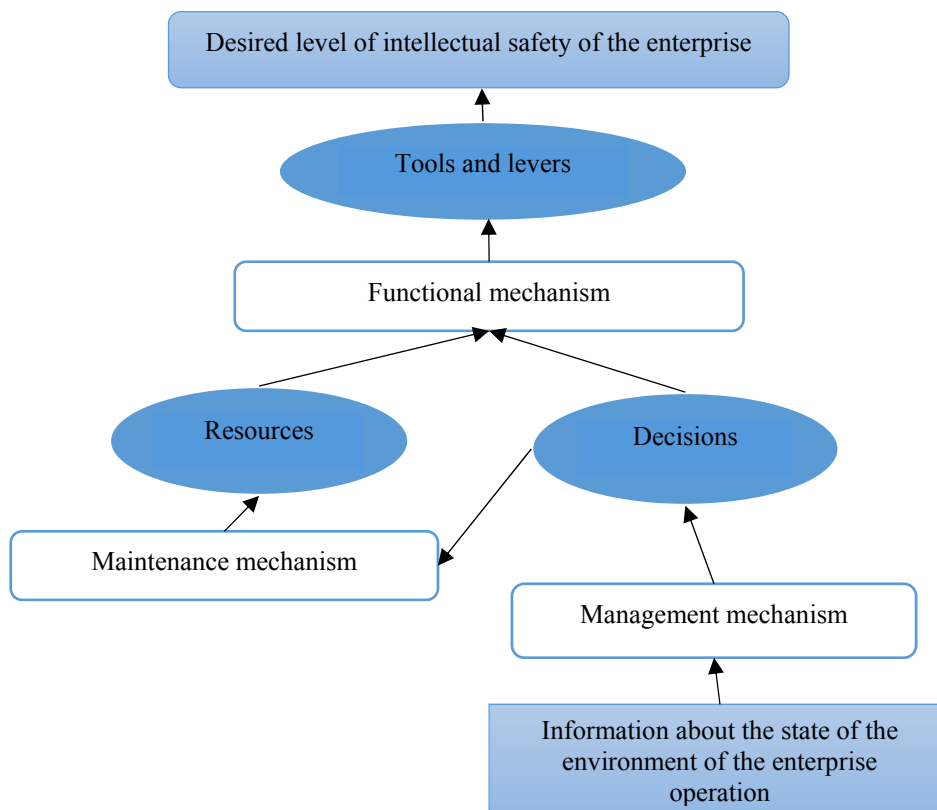 Desired level of intellectual safety of the enterprise
Tools and levers
Functional mechanism
Resources
Decisions
Maintenance mechanism
Management mechanism
Information about the state of the
environment of the enterprise
operation